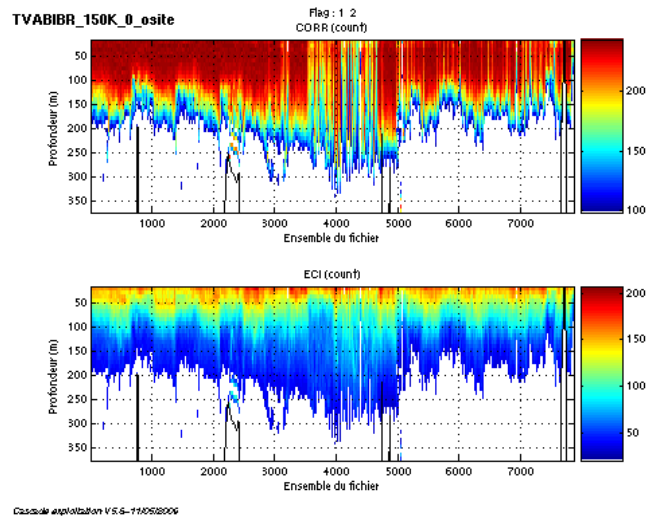 TVABIBR_150K_0_osite
Flag : 1 2
CORR (count)
50
100
150
200
250
300
350
Profondeur (m)
1000 2000 3000 4000 5000 6000 7000
Ensemble du fichier
200
150
100
ECI (count)
50
100
150
200
250
300
350
Profondeur (m)
1000 2000 3000 4000 5000 6000 7000
Ensemble du fichier
200
150
100
50
Cascade exploitation V 5.6-11/05/2006